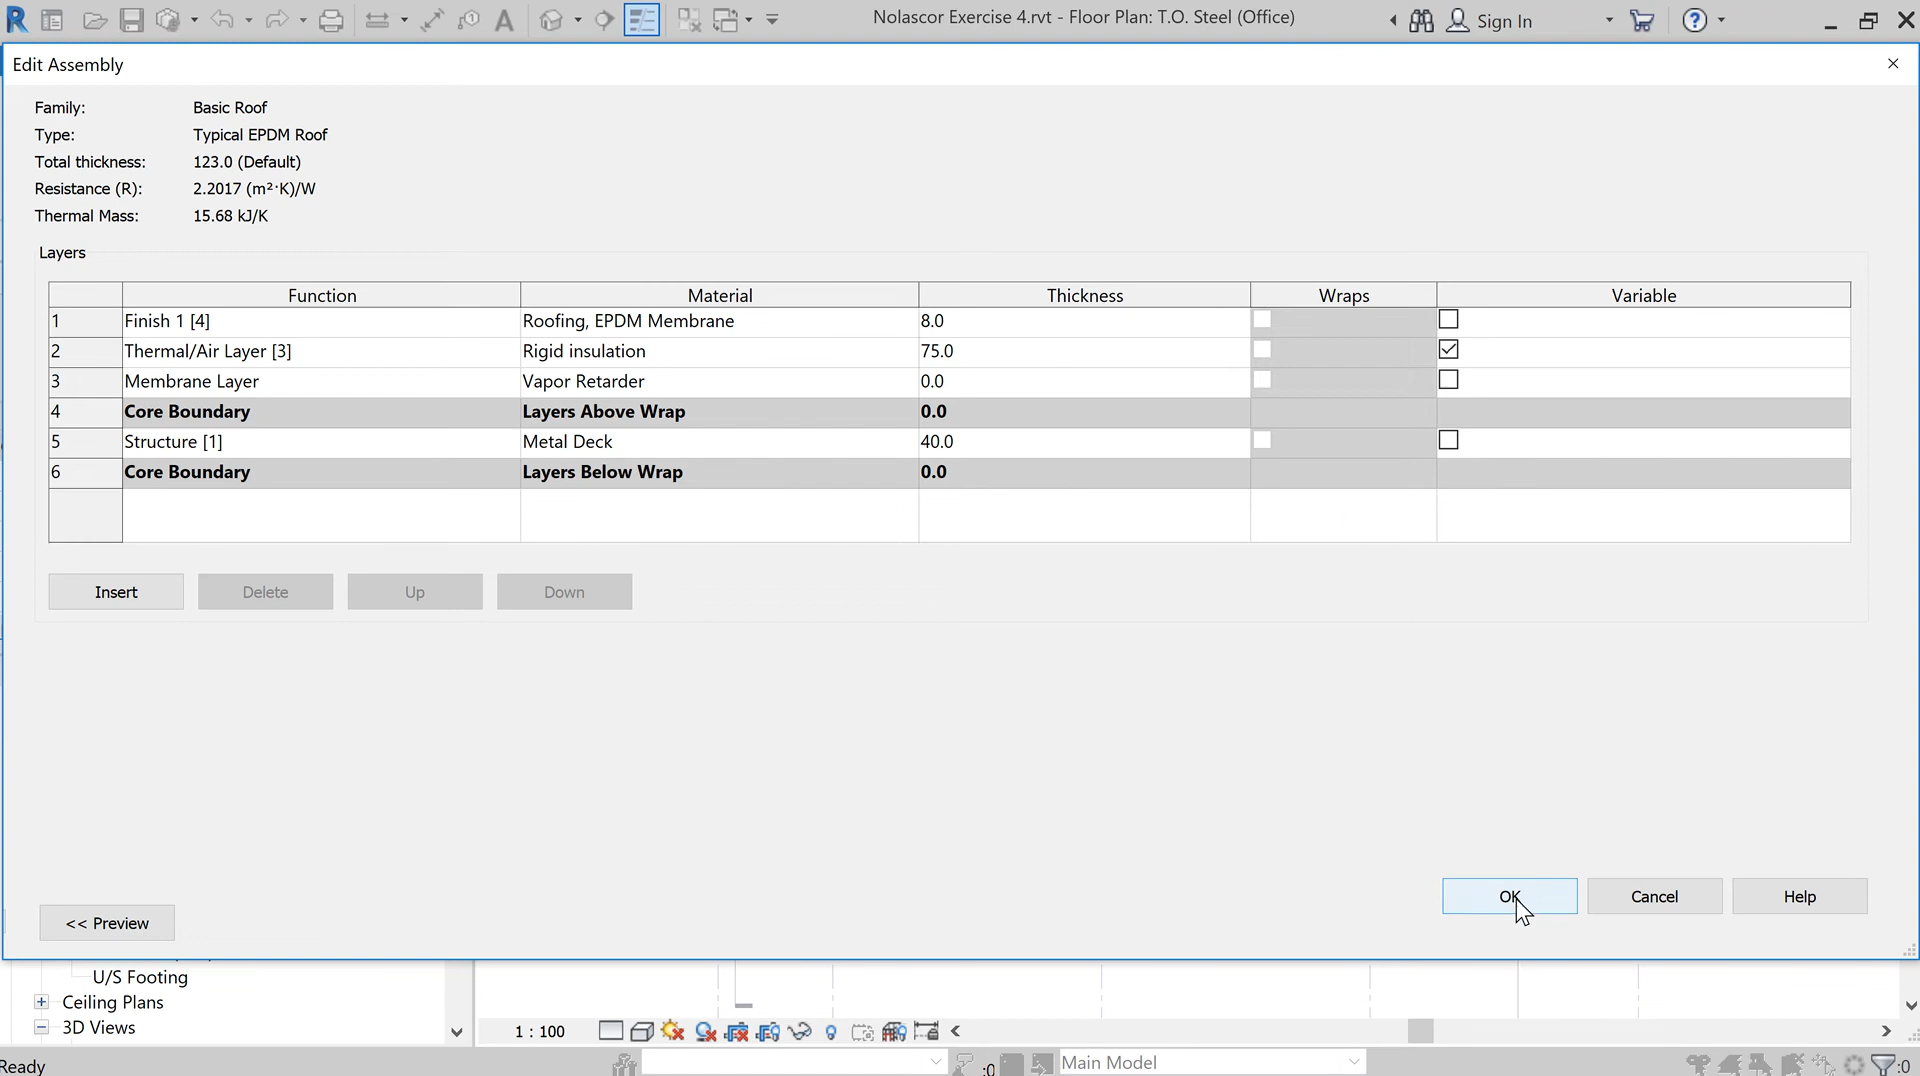 Nolascor Exercise 4.rvt - Floor Plan: T.O. Steel (Office)
Sign In
Edit Assembly
Family: Basic Roof
Type: Typical EPDM Roof
Total thickness: 123.0 (Default)
Resistance (R): 2.2017 (m²·K)/W
Thermal Mass: 15.68 kJ/K
Layers
Function Material Thickness Wraps Variable
1 Finish 1 [4] Roofing, EPDM Membrane 8.0
2 Thermal/Air Layer [3] Rigid insulation 75.0
3 Membrane Layer Vapor Retarder 0.0
4 Core Boundary Layers Above Wrap 0.0
5 Structure [1] Metal Deck 40.0
6 Core Boundary Layers Below Wrap 0.0
Insert Delete Up Down
OK Cancel Help
<< Preview
U/S Footing
Ceiling Plans
3D Views
1 : 100
Ready
:0
Main Model
:0